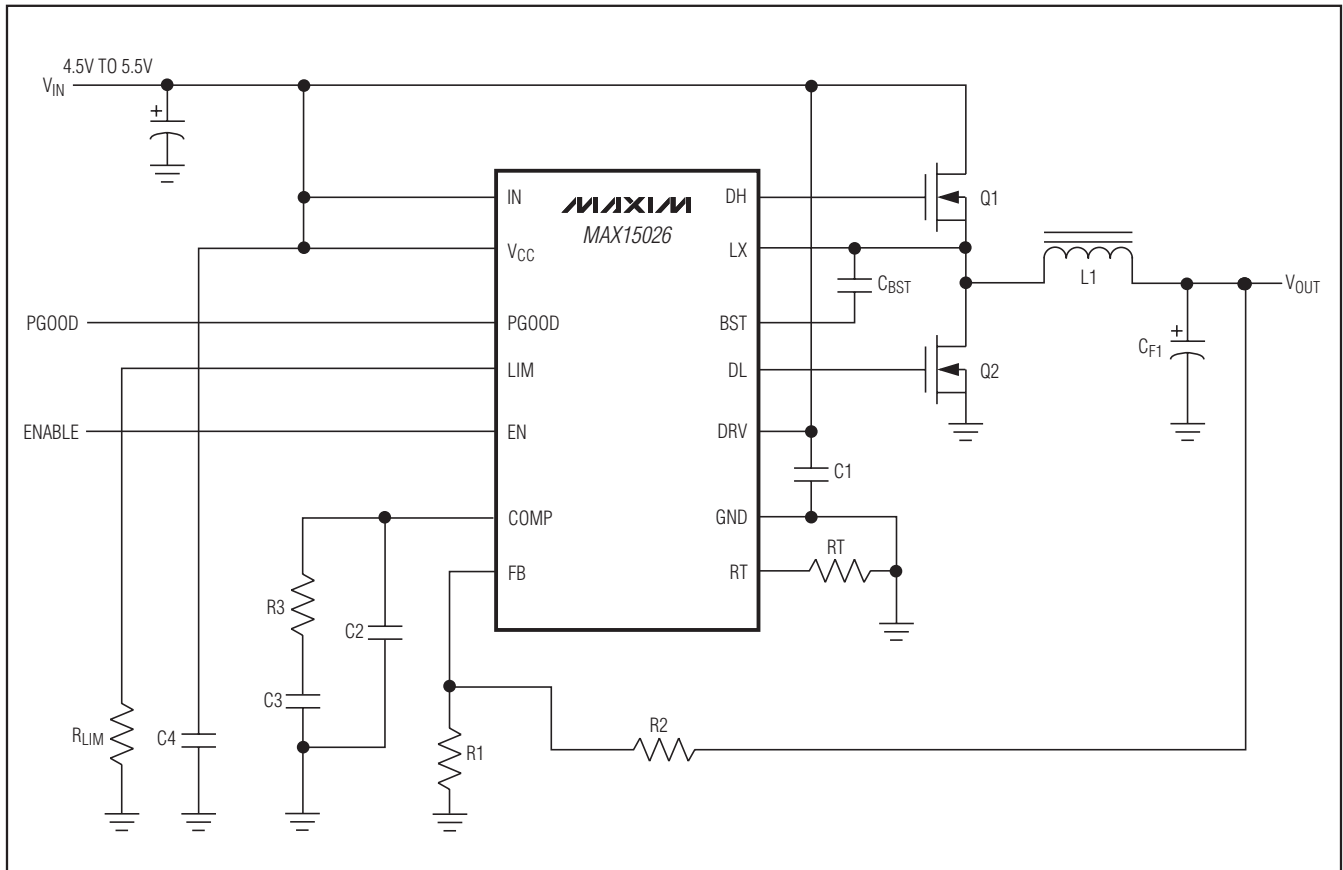 4.5V TO 5.5V
VIN
IN
VCC
PGOOD
PGOOD
LIM
ENABLE
EN
COMP
FB
MAXIM
MAX15026
DH
LX
BST
DL
DRV
GND
RT
Q1
Q2
CBST
L1
VOUT
CF1
C1
RT
R3
C2
C3
RLIM
C4
R1
R2
+
+